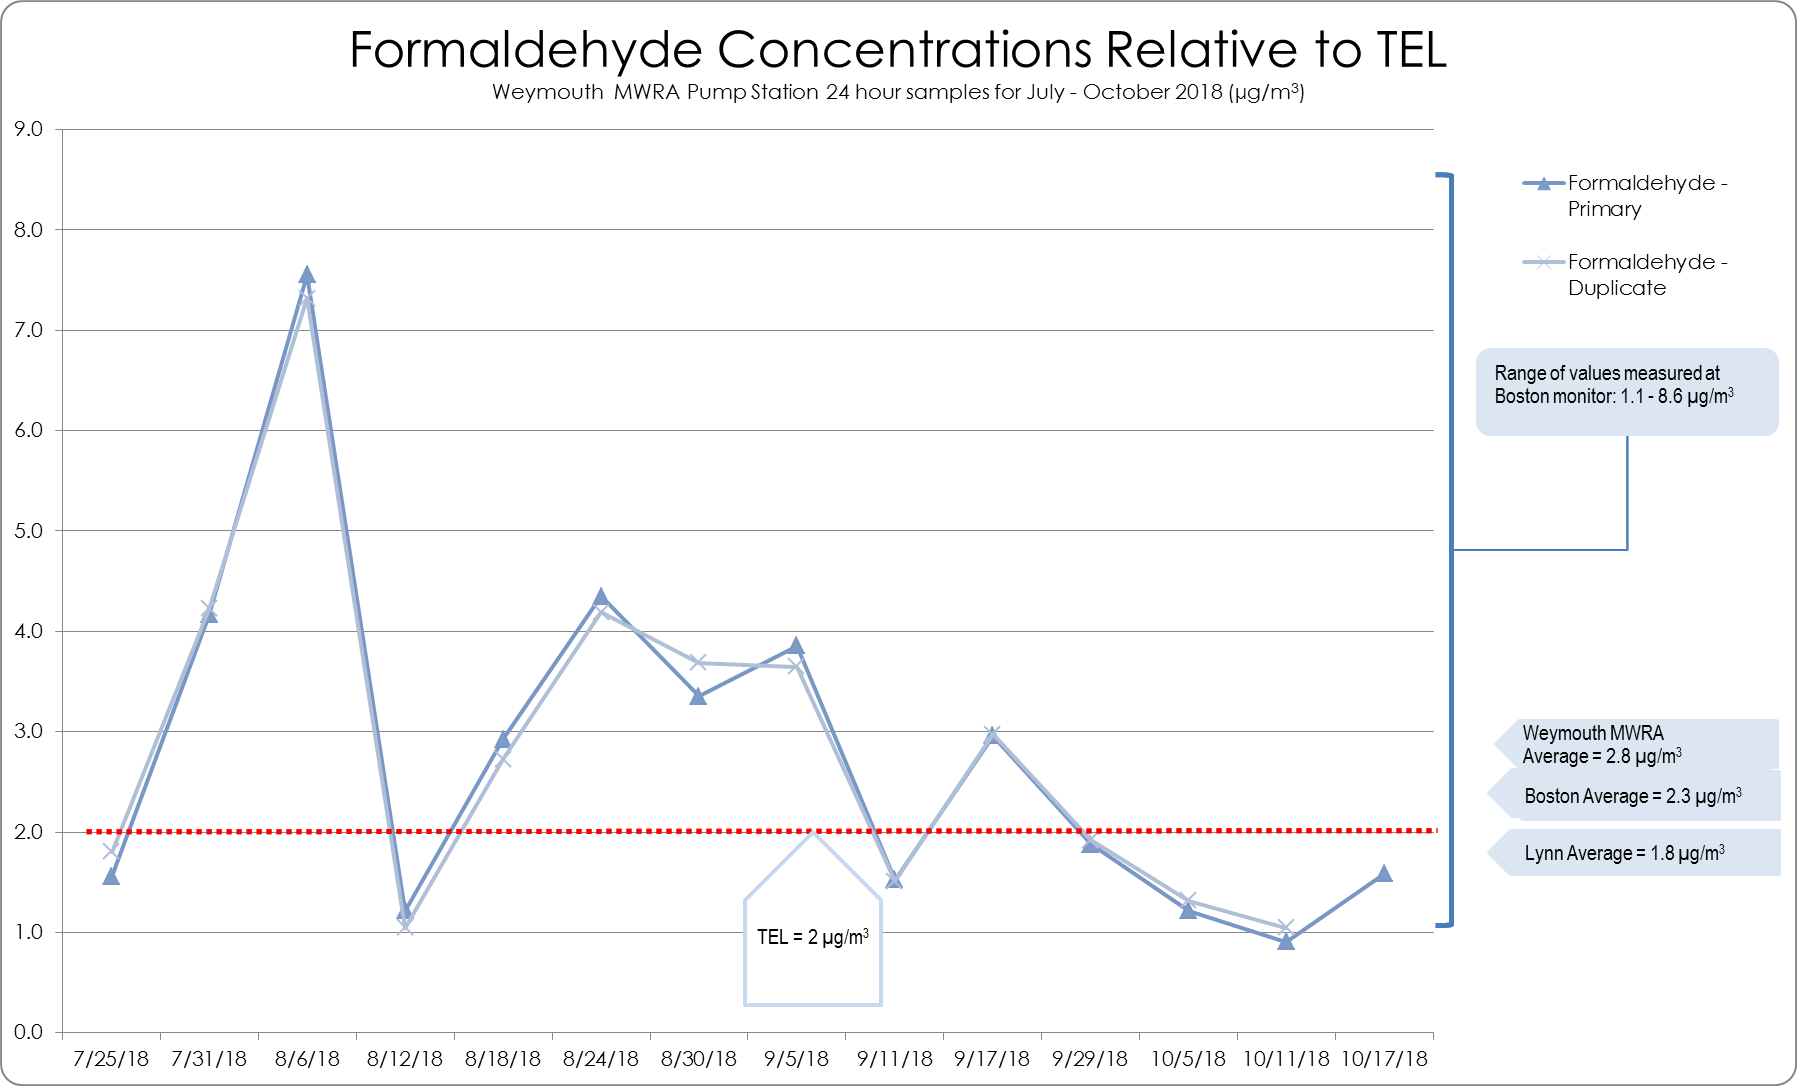 Formaldehyde Concentrations Relative to TEL
Weymouth MWRA Pump Station 24 hour samples for July - October 2018 (µg/m³)
9.0
8.0
7.0
6.0
5.0
4.0
3.0
2.0
1.0
0.0
7/25/18 7/31/18 8/6/18 8/12/18 8/18/18 8/24/18 8/30/18 9/5/18 9/11/18 9/17/18 9/29/18 10/5/18 10/11/18 10/17/18
TEL = 2 µg/m³
Formaldehyde -
Primary
Formaldehyde -
Duplicate
Range of values measured at
Boston monitor: 1.1 - 8.6 µg/m³
Weymouth MWRA
Average = 2.8 µg/m³
Boston Average = 2.3 µg/m³
Lynn Average = 1.8 µg/m³